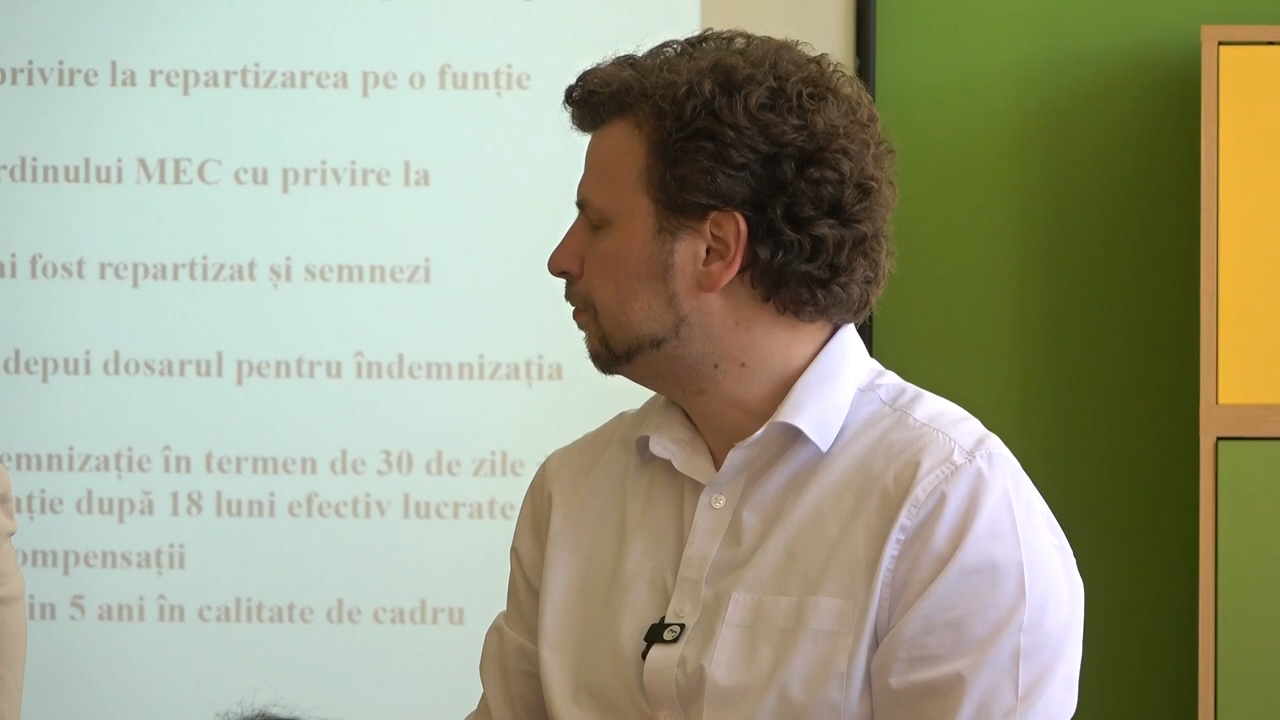 privire la repartizarea pe o funție
rdinului MEC cu privire la
ai fost repartizat și semnezi
depui dosarul pentru îndemnizația
emnizație în termen de 30 de zile
ație după 18 luni efectiv lucrate
ompensații
in 5 ani în calitate de cadru